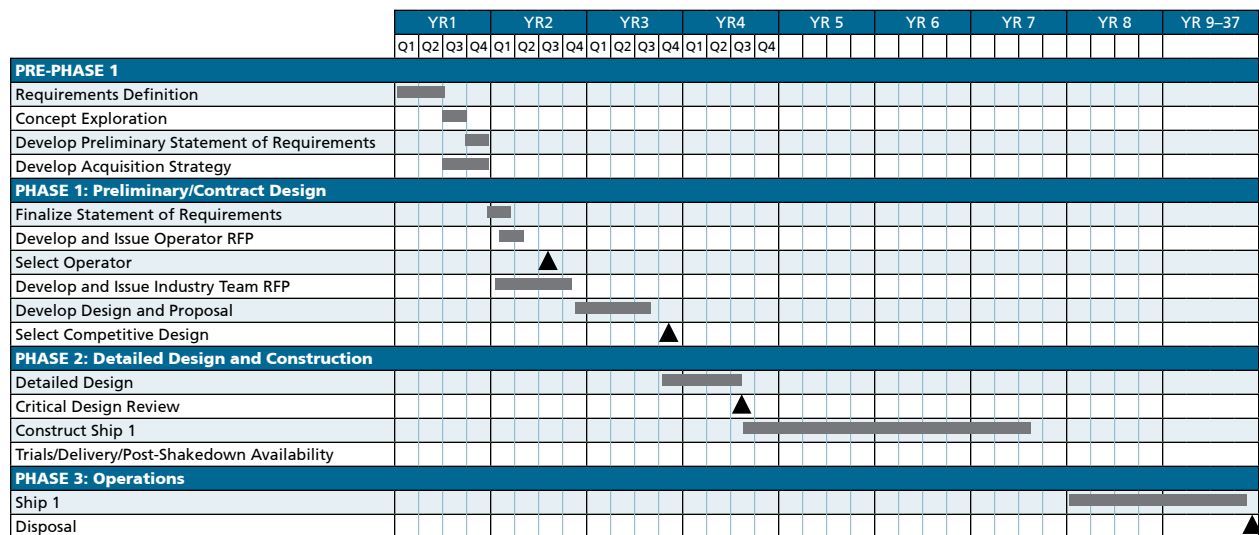 YR1 YR2 YR3 YR4 YR 5 YR 6 YR 7 YR 8 YR 9–37
Q1 Q2 Q3 Q4 Q1 Q2 Q3 Q4 Q1 Q2 Q3 Q4 Q1 Q2 Q3 Q4
PRE-PHASE 1
Requirements Definition
Concept Exploration
Develop Preliminary Statement of Requirements
Develop Acquisition Strategy
PHASE 1: Preliminary/Contract Design
Finalize Statement of Requirements
Develop and Issue Operator RFP
Select Operator
Develop and Issue Industry Team RFP
Develop Design and Proposal
Select Competitive Design
PHASE 2: Detailed Design and Construction
Detailed Design
Critical Design Review
Construct Ship 1
Trials/Delivery/Post-Shakedown Availability
PHASE 3: Operations
Ship 1
Disposal